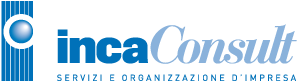 incaConsult
SERVIZI E ORGANIZZAZIONE D'IMPRESA